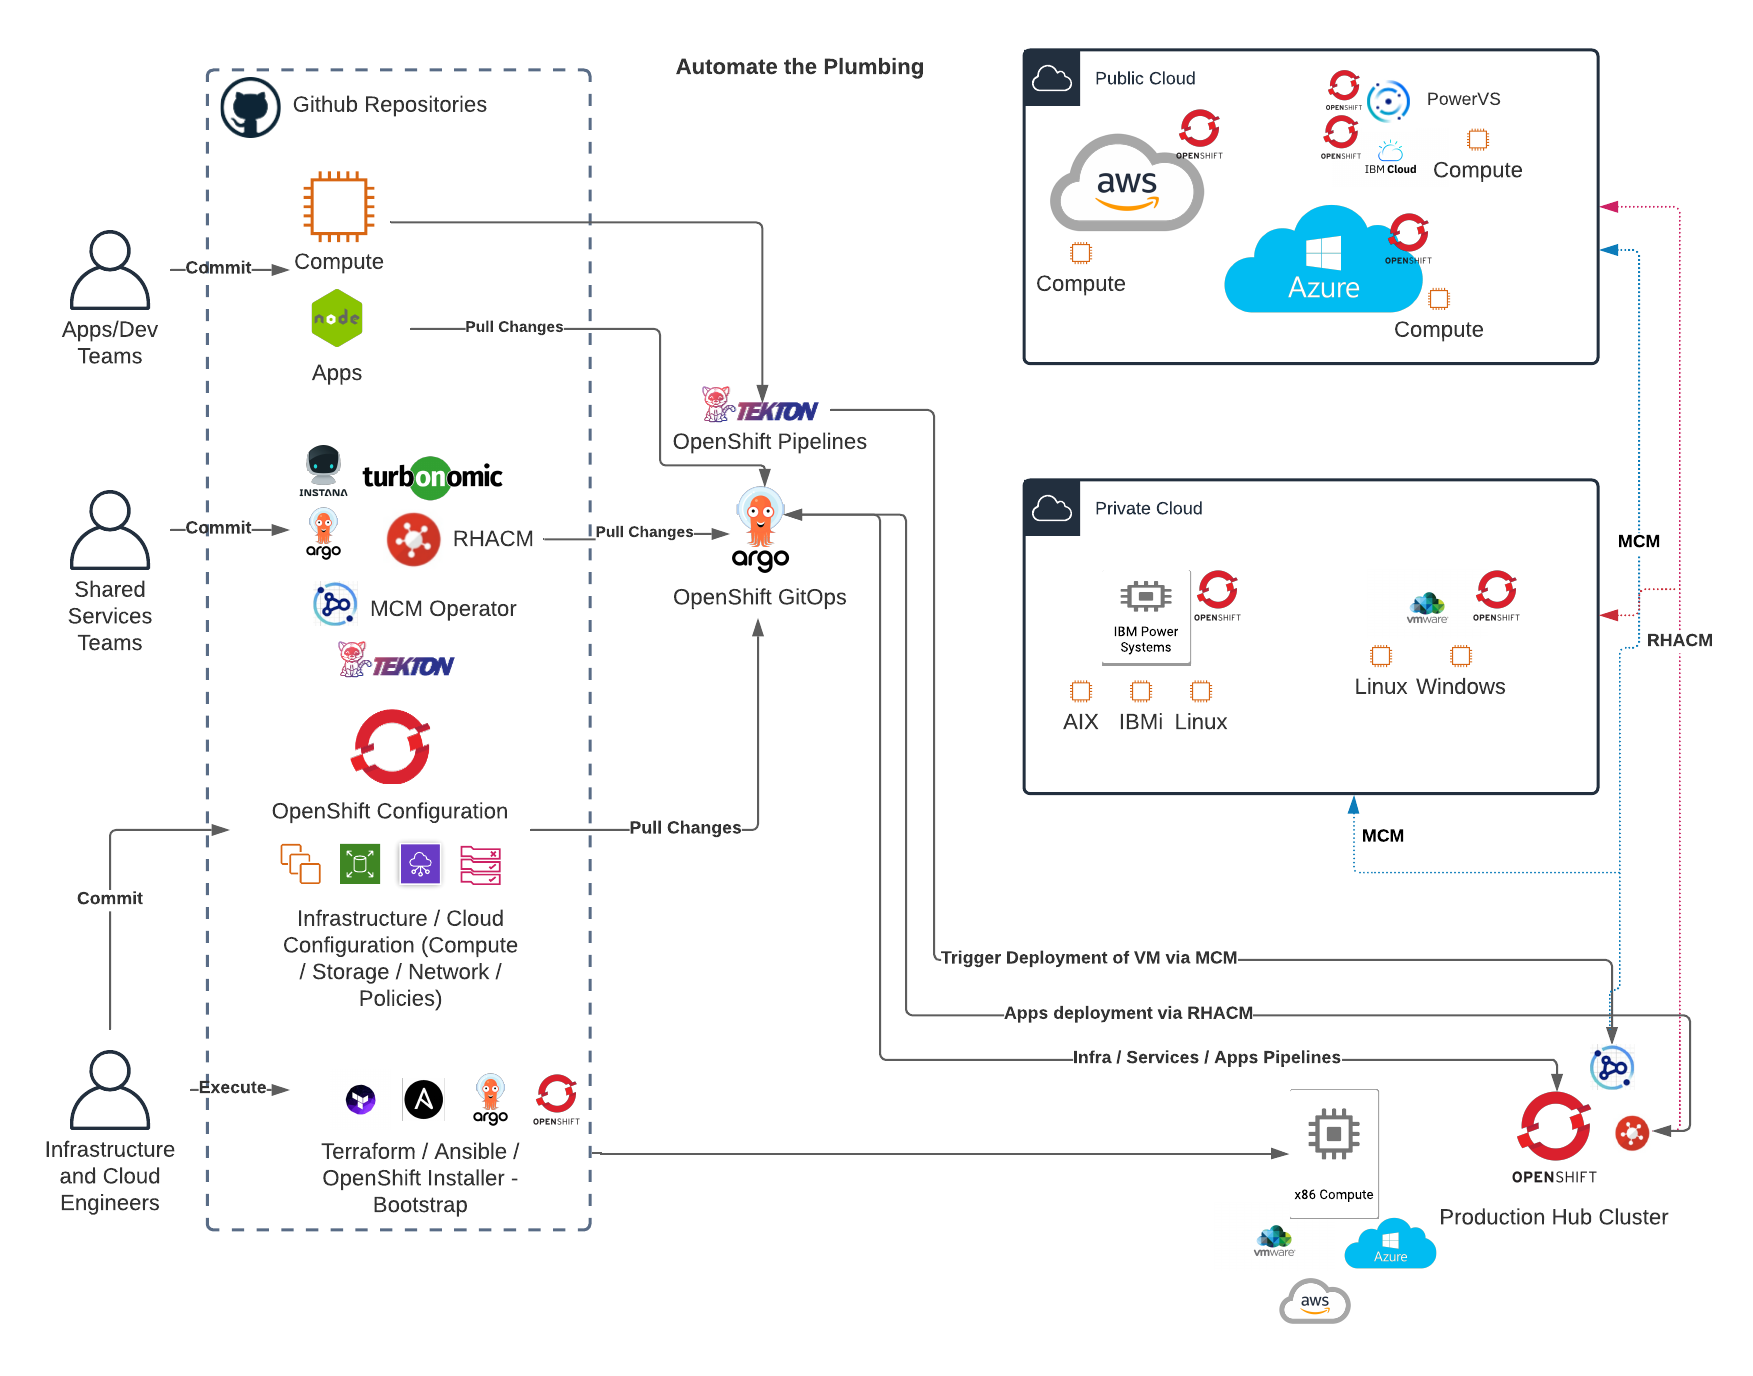 Automate the Plumbing
Github Repositories
Compute
node
Apps
Commit
Apps/Dev
Teams
Pull Changes
TEKTON
OpenShift Pipelines
INSTANA
turbonomic
argo
RHACM
MCM Operator
TEKTON
Commit
Shared
Services
Teams
Pull Changes
argo
OpenShift GitOps
OpenShift Configuration
Pull Changes
Infrastructure / Cloud
Configuration (Compute
/ Storage / Network /
Policies)
Commit
Execute
Infrastructure
and Cloud
Engineers
argo
OPENSHIFT
Terraform / Ansible /
OpenShift Installer -
Bootstrap
Public Cloud
OPENSHIFT
aws
Compute
OPENSHIFT
PowerVS
OPENSHIFT
IBM Cloud
Compute
OPENSHIFT
Azure
Compute
Private Cloud
IBM Power
Systems
OPENSHIFT
AIX
IBMi
Linux
vmware
OPENSHIFT
Linux
Windows
MCM
RHACM
MCM
Trigger Deployment of VM via MCM
Apps deployment via RHACM
Infra / Services / Apps Pipelines
x86 Compute
vmware
Azure
aws
OPENSHIFT
Production Hub Cluster